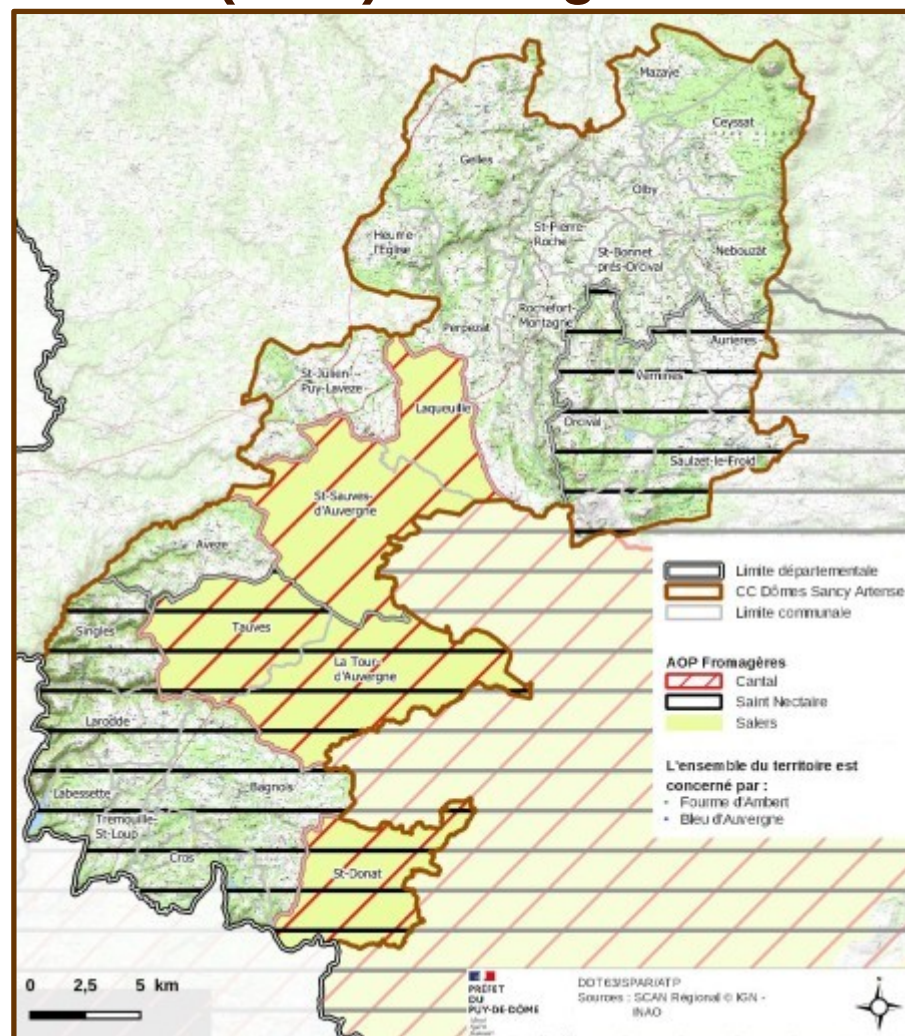 Mazaye
Ceyssat
Gelles
Olby
St-Pierre-
Roche
Heume-
l'Eglise
St-Bonnet
près-Orcival
Nebouzat
Rochefort-
Montagne
Perpezat
Aurières
St-Julien-
Puy-Laveze
Vernines
Laqueuille
Orcival
Saulzet-le-Froid
St-Sauves-
d'Auvergne
Aveze
Singles
Tauves
La Tour-
d'Auvergne
Larodde
Bagnols
Labessette
Tremouille-
St-Loup
Cros
St-Donat
Limite départementale
CC Dômes Sancy Artense
Limite communale
AOP Fromagères
Cantal
Saint Nectaire
Salers
L'ensemble du territoire est
concerné par :
- Fourme d'Ambert
- Bleu d'Auvergne
0 2,5 5 km
PRÉFET
DU
PUY-DE-DÔME
DDT63/SPAR/ATP
Sources : SCAN Régional © IGN -
INAO